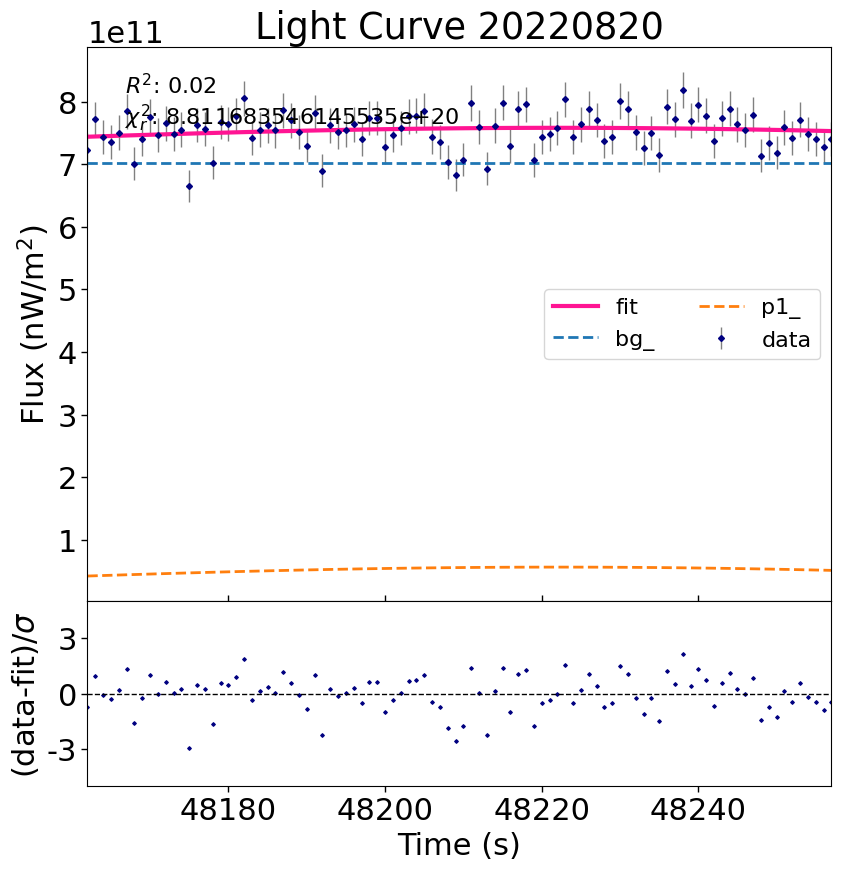 Light Curve 20220820
1e11
R²: 0.02
χ²ᵣ: 8.811683546145535e+20
8
7
6
5
4
3
2
1
Flux (nW/m²)
fit
p1_
bg_
data
3
0
-3
(data-fit)/σ
48180
48200
48220
48240
Time (s)